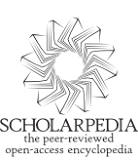 SCHOLARPEDIA
the peer-reviewed
open-access encyclopedia